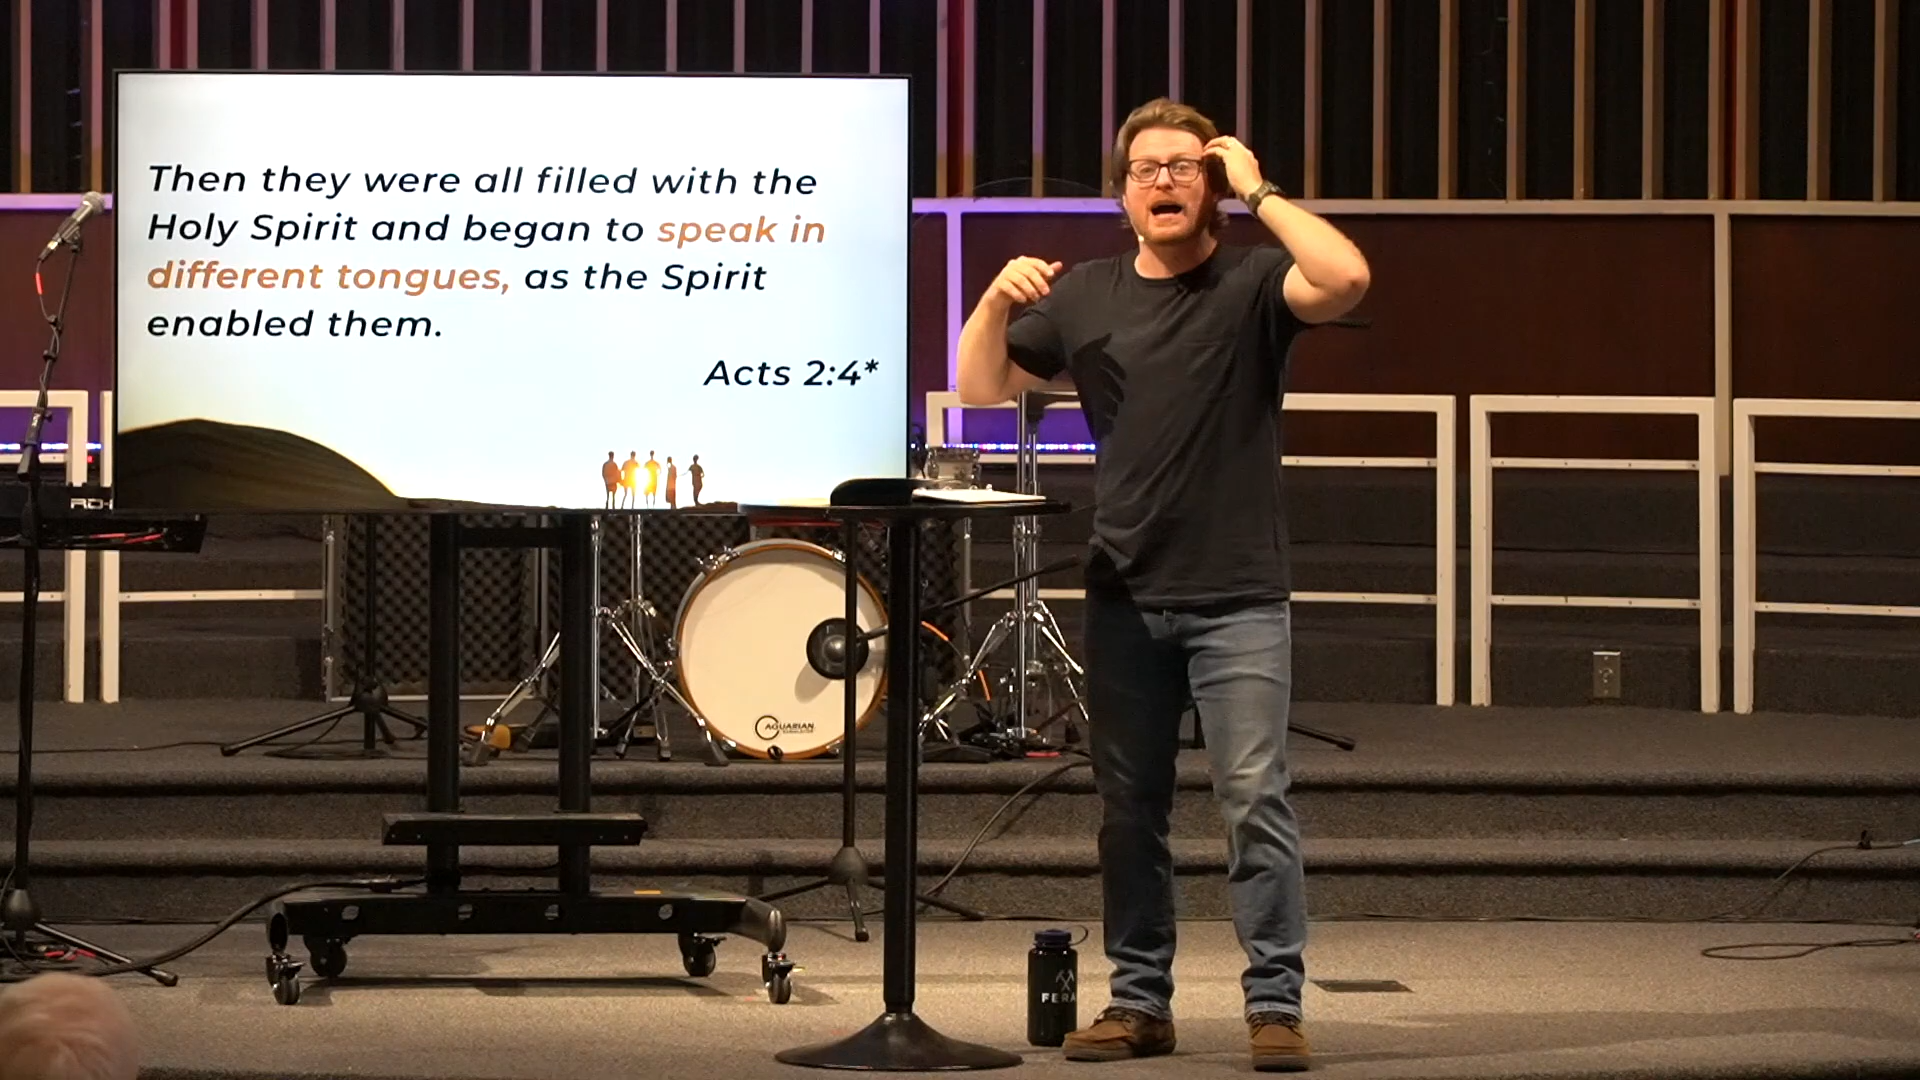 Then they were all filled with the
Holy Spirit and began to speak in
different tongues, as the Spirit
enabled them.
Acts 2:4*
AQUARIAN
FERA